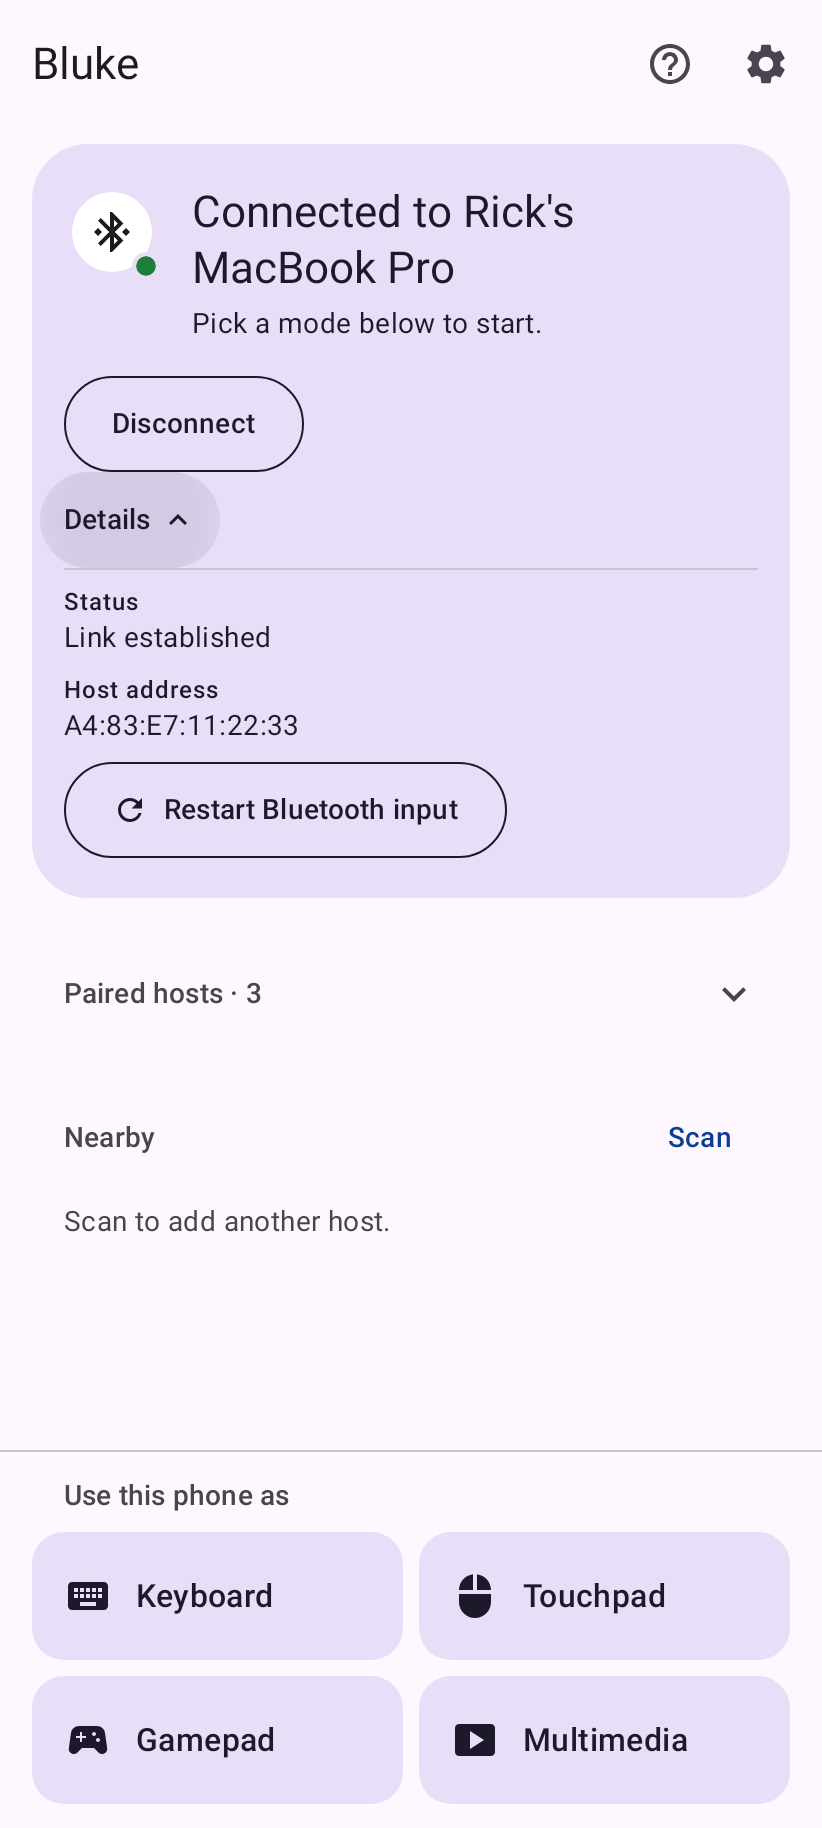 Bluke
Connected to Rick's
MacBook Pro
Pick a mode below to start.
Disconnect
Details
Status
Link established
Host address
A4:83:E7:11:22:33
Restart Bluetooth input
Paired hosts · 3
Nearby
Scan
Scan to add another host.
Use this phone as
Keyboard
Touchpad
Gamepad
Multimedia